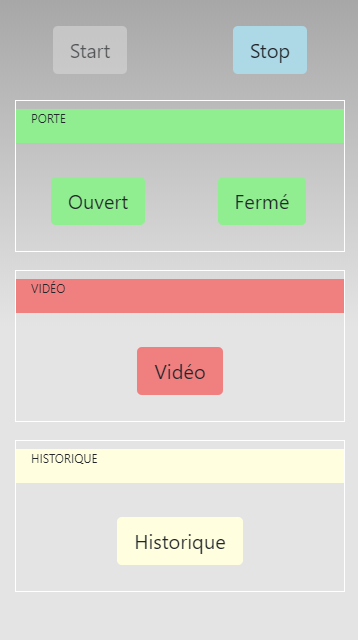 Start
Stop
PORTE
Ouvert
Fermé
VIDÉO
Vidéo
HISTORIQUE
Historique